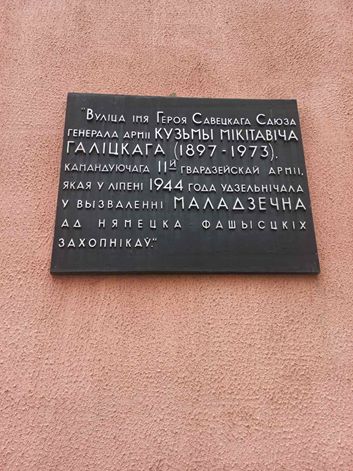 "Вуліца імя Героя Савецкага Саюза
генерала арміі КУЗЬМЫ МІКІТАВІЧА
ГАЛІЦКАГА (1897-1973),
камандуючага 11й гвардзейскай арміі,
якая у ліпені 1944 года удзельнічала
у вызваленні МАЛАДЗЕЧНА
ад нямецка фашысцкіх
захопнікаў."